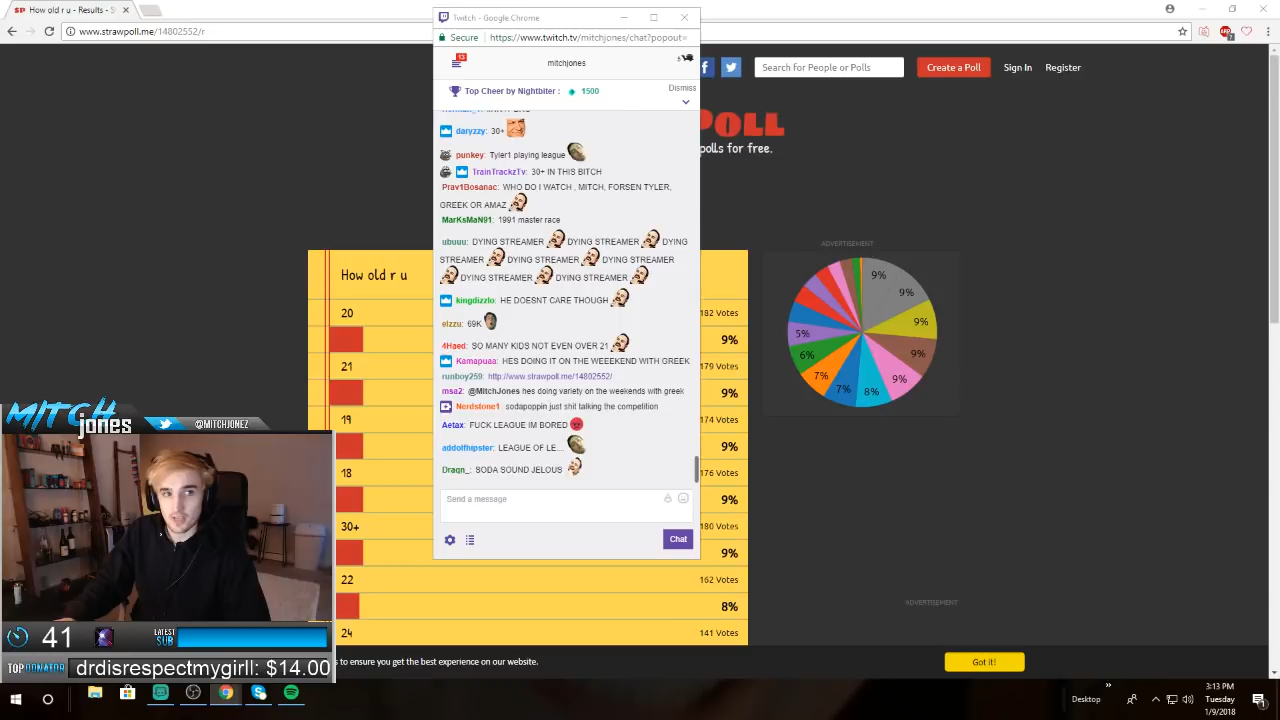 How old r u - Results - S
www.strawpoll.me/14802552/r
Twitch - Google Chrome
Secure
https://www.twitch.tv/mitchjones/chat?popout=
13
mitchjones
Search for People or Polls
Create a Poll
Sign In
Register
Top Cheer by Nightbiter : 1500
Dismiss
POLL
polls for free.
daryzzy: 30+
punkey: Tyler1 playing league
TrainTrackzTv: 30+ IN THIS BITCH
Prav1Bosanac: WHO DO I WATCH , MITCH, FORSEN TYLER,
GREEK OR AMAZ
MarKsMaN91: 1991 master race
ubuuu: DYING STREAMER DYING STREAMER DYING
STREAMER DYING STREAMER DYING STREAMER
DYING STREAMER DYING STREAMER
kingdizzlo: HE DOESNT CARE THOUGH
elzzu: 69K
4Haed: SO MANY KIDS NOT EVEN OVER 21
Kamapuaa: HES DOING IT ON THE WEEEKEND WITH GREEK
runboy259: http://www.strawpoll.me/14802552/
msa2: @MitchJones hes doing variety on the weekends with greek
Nerdstone1 sodapoppin just shit talking the competition
Aetax: FUCK LEAGUE IM BORED
addolfhipster: LEAGUE OF LE...
Draqn_: SODA SOUND JELOUS
Send a message
Chat
How old r u
20
182 Votes
9%
21
179 Votes
9%
19
174 Votes
9%
18
176 Votes
9%
30+
180 Votes
9%
22
162 Votes
8%
24
141 Votes
ADVERTISEMENT
9%
9%
9%
9%
9%
8%
7%
7%
6%
5%
ADVERTISEMENT
MITCH
jones
@MITCHJONEZ
41
LATEST
SUB
TOP DONATOR
drdisrespectmygirll: $14.00
s to ensure you get the best experience on our website.
Got it!
Desktop
3:13 PM
Tuesday
1/9/2018